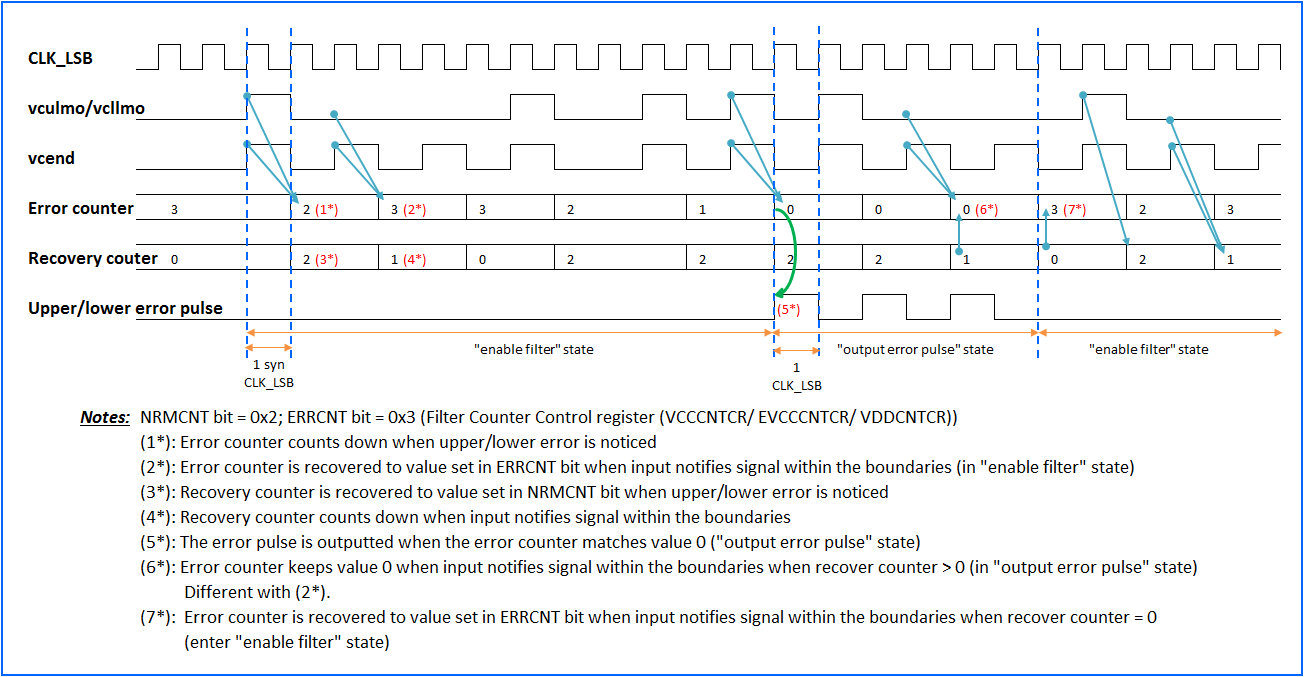 CLK_LSB
vculmo/vcllmo
vcend
Error counter 3 2 (1*) 3 (2*) 3 2 1 0 0 0 (6*) 3 (7*) 2 3
Recovery couter 0 2 (3*) 1 (4*) 0 2 2 2 2 1 0 2 1
Upper/lower error pulse (5*)
"enable filter" state "output error pulse" state "enable filter" state
1 syn
CLK_LSB
1
CLK_LSB
Notes: NRMCNT bit = 0x2; ERRCNT bit = 0x3 (Filter Counter Control register (VCCCNTCR/ EVCCCNTCR/ VDDCNTCR))
(1*): Error counter counts down when upper/lower error is noticed
(2*): Error counter is recovered to value set in ERRCNT bit when input notifies signal within the boundaries (in "enable filter" state)
(3*): Recovery counter is recovered to value set in NRMCNT bit when upper/lower error is noticed
(4*): Recovery counter counts down when input notifies signal within the boundaries
(5*): The error pulse is outputted when the error counter matches value 0 ("output error pulse" state)
(6*): Error counter keeps value 0 when input notifies signal within the boundaries when recover counter > 0 (in "output error pulse" state)
Different with (2*).
(7*): Error counter is recovered to value set in ERRCNT bit when input notifies signal within the boundaries when recover counter = 0
(enter "enable filter" state)